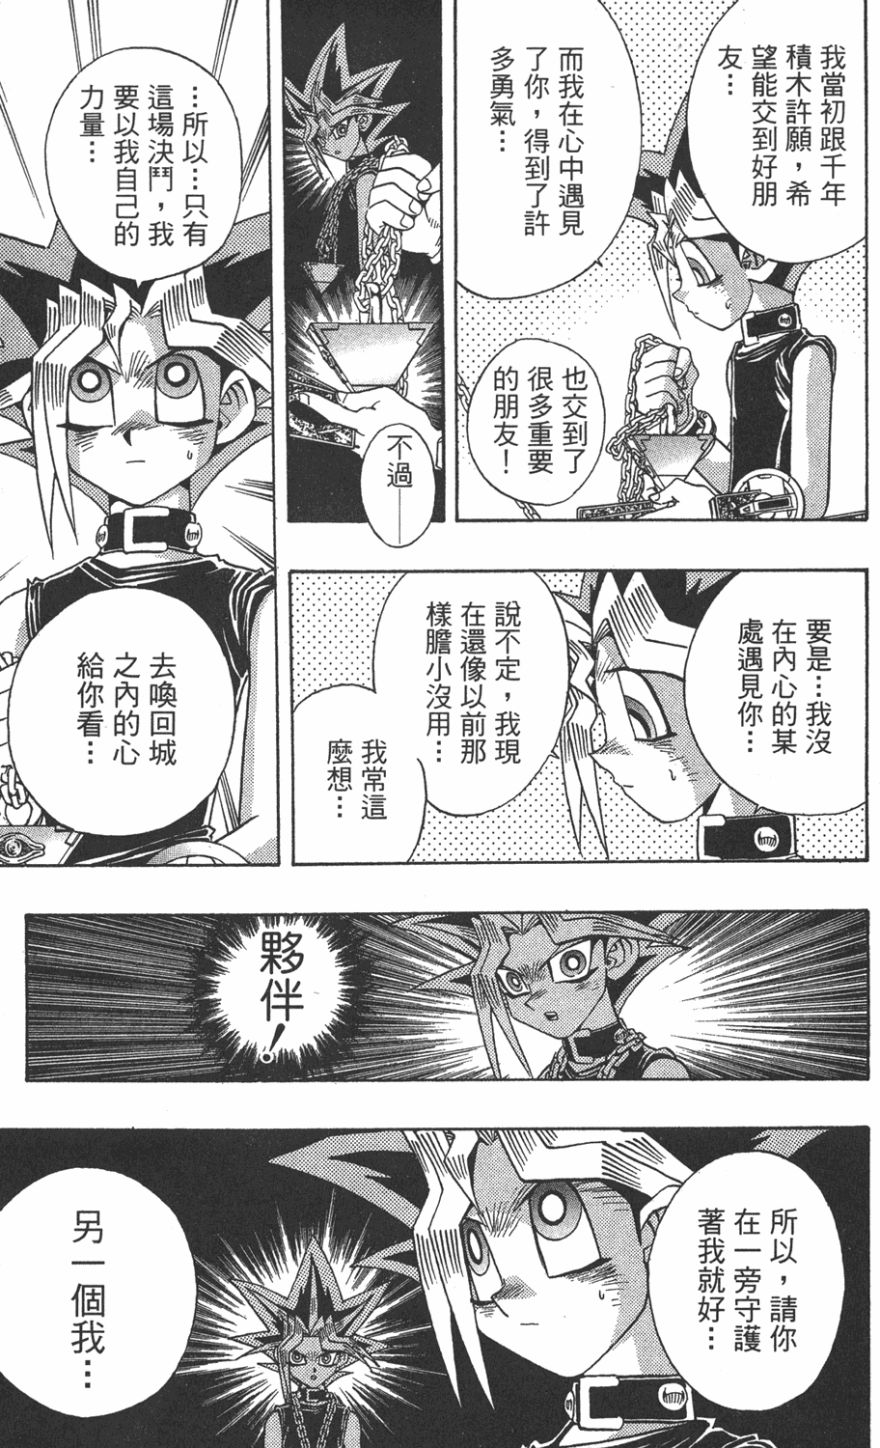 我當初跟千年
積木許願，希
望能交到好朋
友…
而我在心中遇見
了你，得到了許
多勇氣…
也交到了
很多重要
的朋友！
不過——
…所以…只有
這場決鬥，我
要以我自己的
力量…
去喚回城
之內的心
給你看…
要是…我沒
在內心的某
處遇見你…
說不定，我現
在還像以前那
樣膽小沒用…
我常這
麼想…
夥伴！
所以，請你
在一旁守護
著我就好…
另一個我…